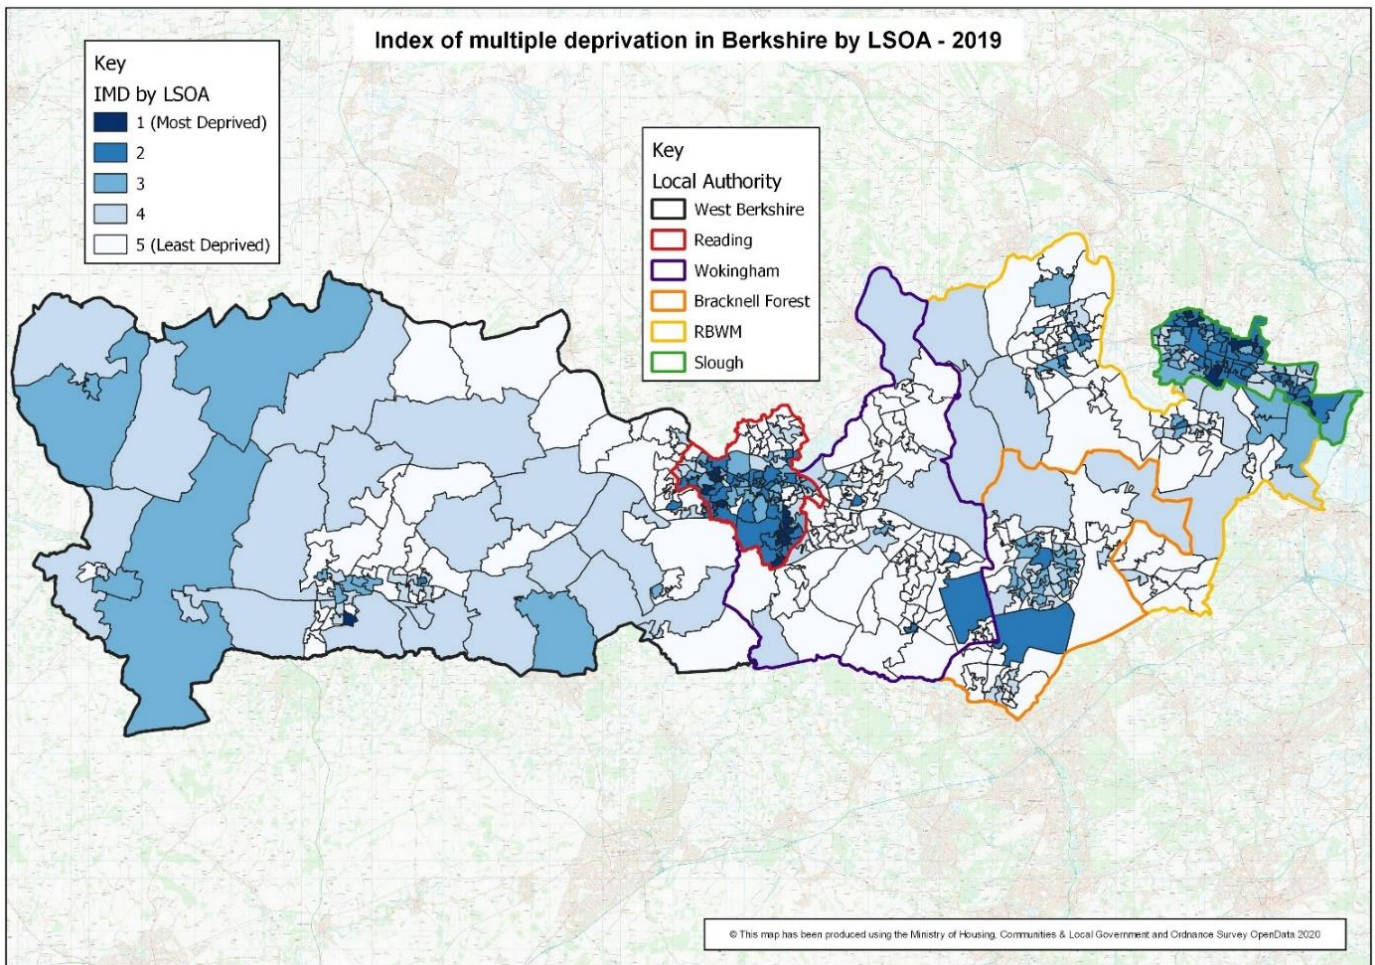 Index of multiple deprivation in Berkshire by LSOA - 2019
Key
IMD by LSOA
1 (Most Deprived)
2
3
4
5 (Least Deprived)
Key
Local Authority
West Berkshire
Reading
Wokingham
Bracknell Forest
RBWM
Slough
© This map has been produced using the Ministry of Housing, Communities & Local Government and Ordnance Survey OpenData 2020